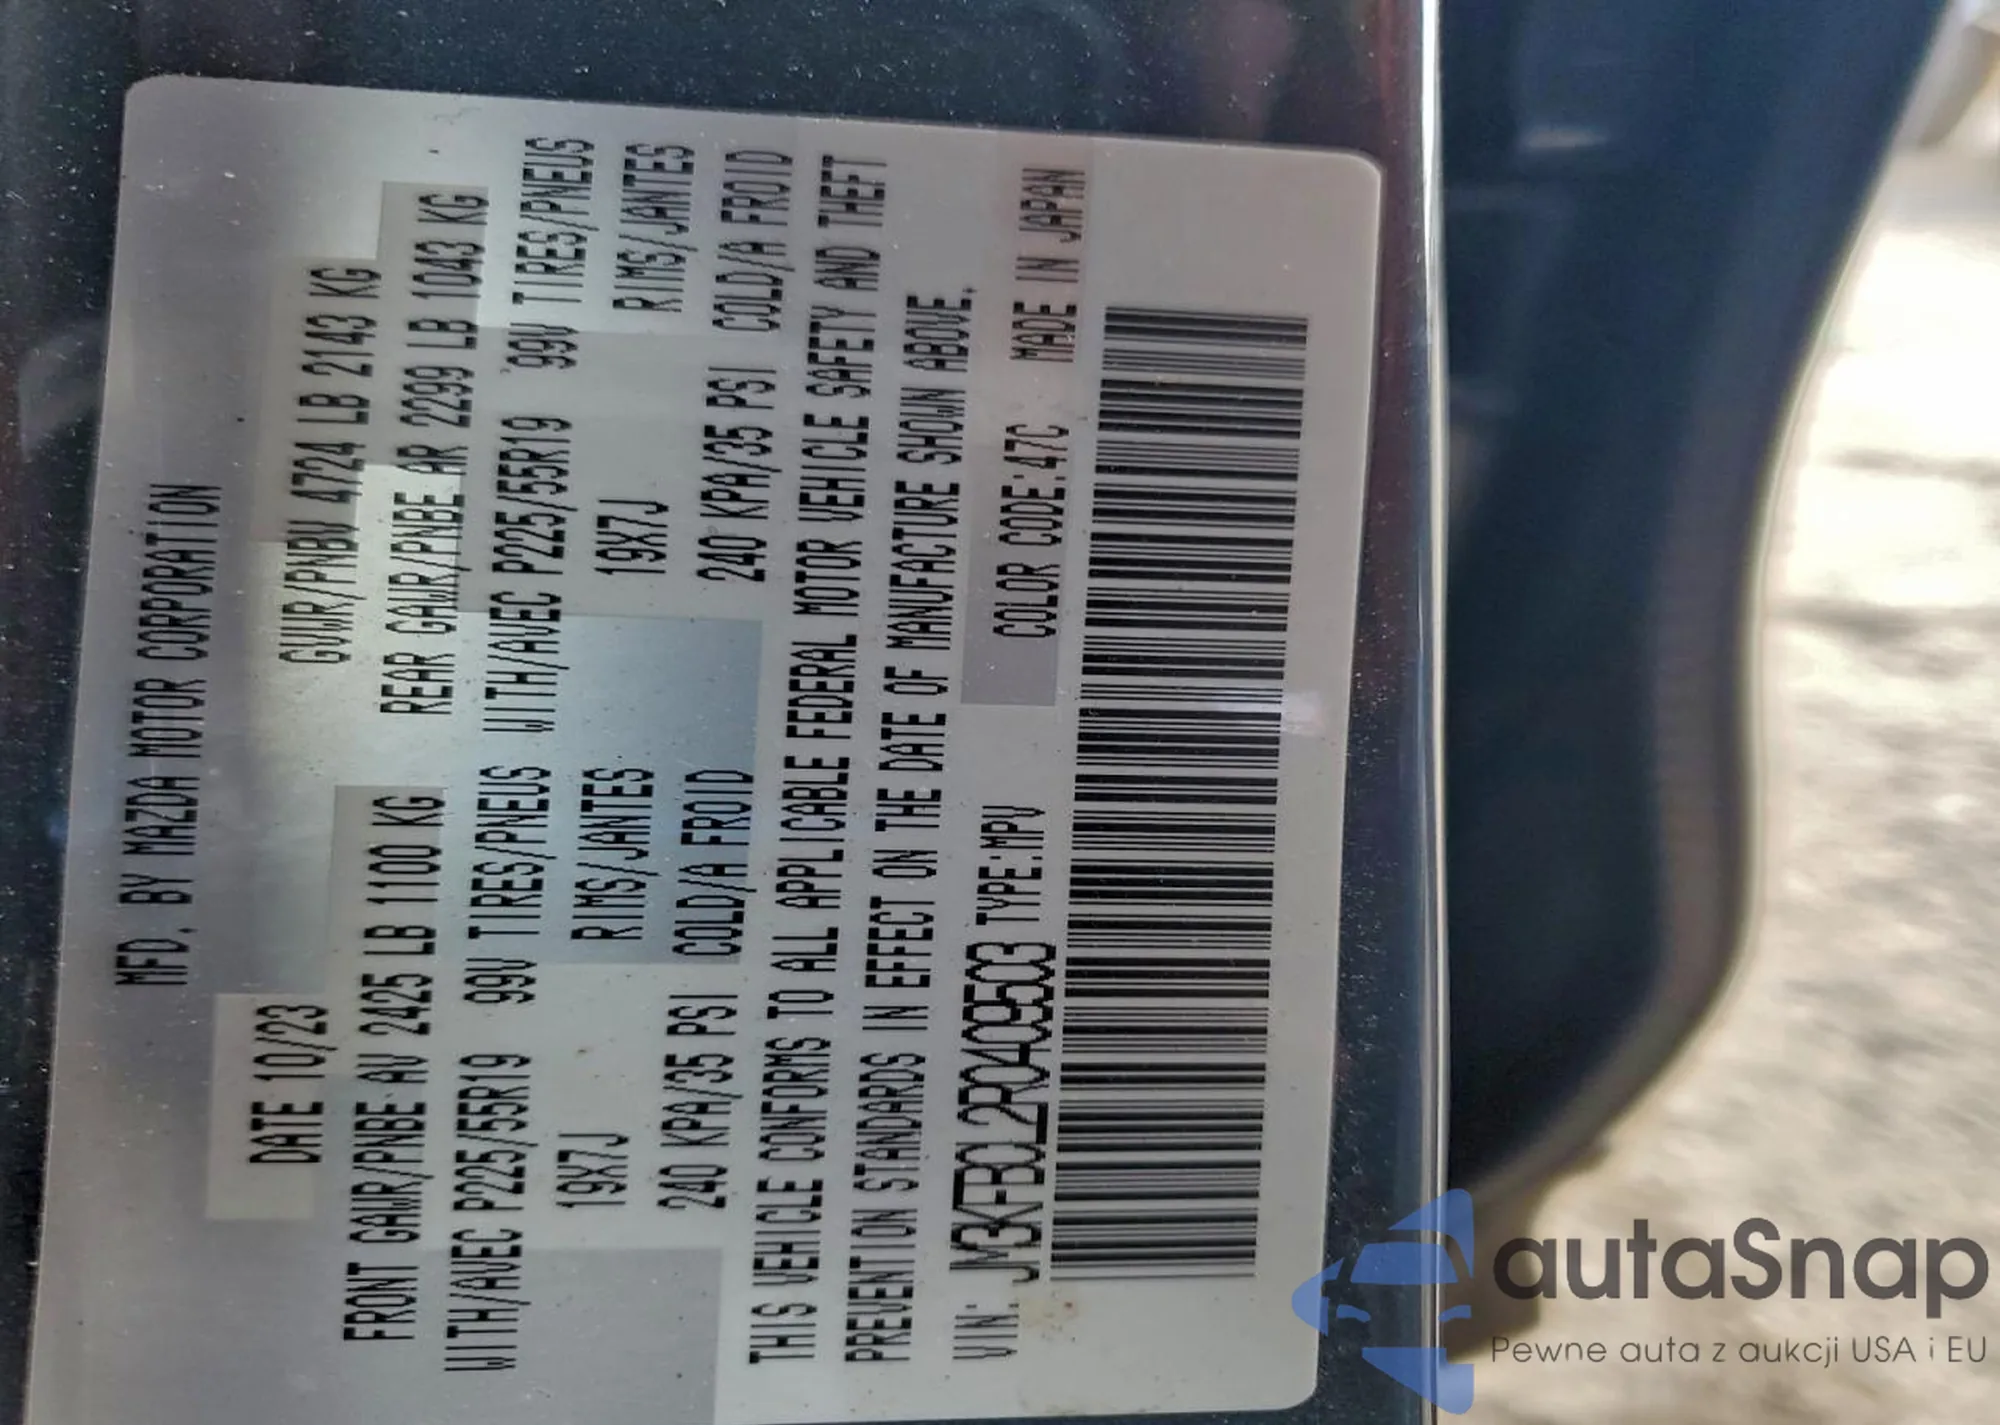 MFD. BY MAZDA MOTOR CORPORATION
DATE 10/23 GVWR/PNBV 4724 LB 2143 KG
FRONT GAWR/PNBE AV 2425 LB 1100 KG REAR GAWR/PNBE AR 2299 LB 1043 KG
WITH/AVEC P225/55R19 99V TIRES/PNEUS WITH/AVEC P225/55R19 99V TIRES/PNEUS
19X7J RIMS/JANTES 19X7J RIMS/JANTES
240 KPA/35 PSI COLD/A FROID 240 KPA/35 PSI COLD/A FROID
THIS VEHICLE CONFORMS TO ALL APPLICABLE FEDERAL MOTOR VEHICLE SAFETY AND THEFT
PREVENTION STANDARDS IN EFFECT ON THE DATE OF MANUFACTURE SHOWN ABOVE.
VIN: JM3KFBDL2R0409503 TYPE:MPV COLOR CODE:47C MADE IN JAPAN
autaSnap
Pewne auta z aukcji USA i EU